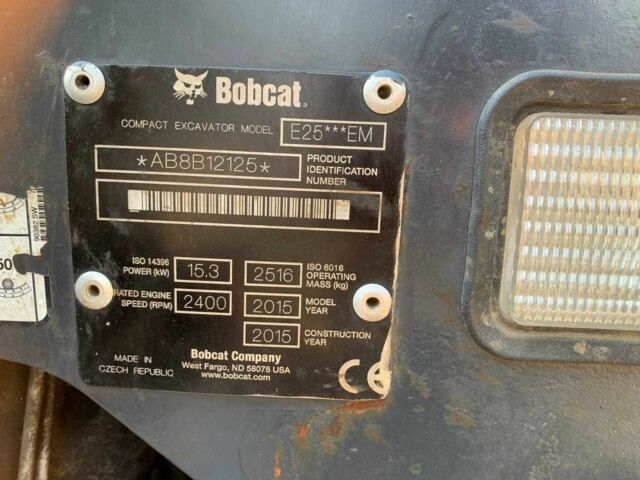 Bobcat®
COMPACT EXCAVATOR MODEL E25***EM
*AB8B12125* PRODUCT IDENTIFICATION NUMBER
ISO 14396 POWER (kW) 15.3 2516 ISO 6016 OPERATING MASS (kg)
RATED ENGINE SPEED (RPM) 2400 2015 MODEL YEAR
2015 CONSTRUCTION YEAR
MADE IN CZECH REPUBLIC
Bobcat Company
West Fargo, ND 58078 USA
www.bobcat.com
CE
50